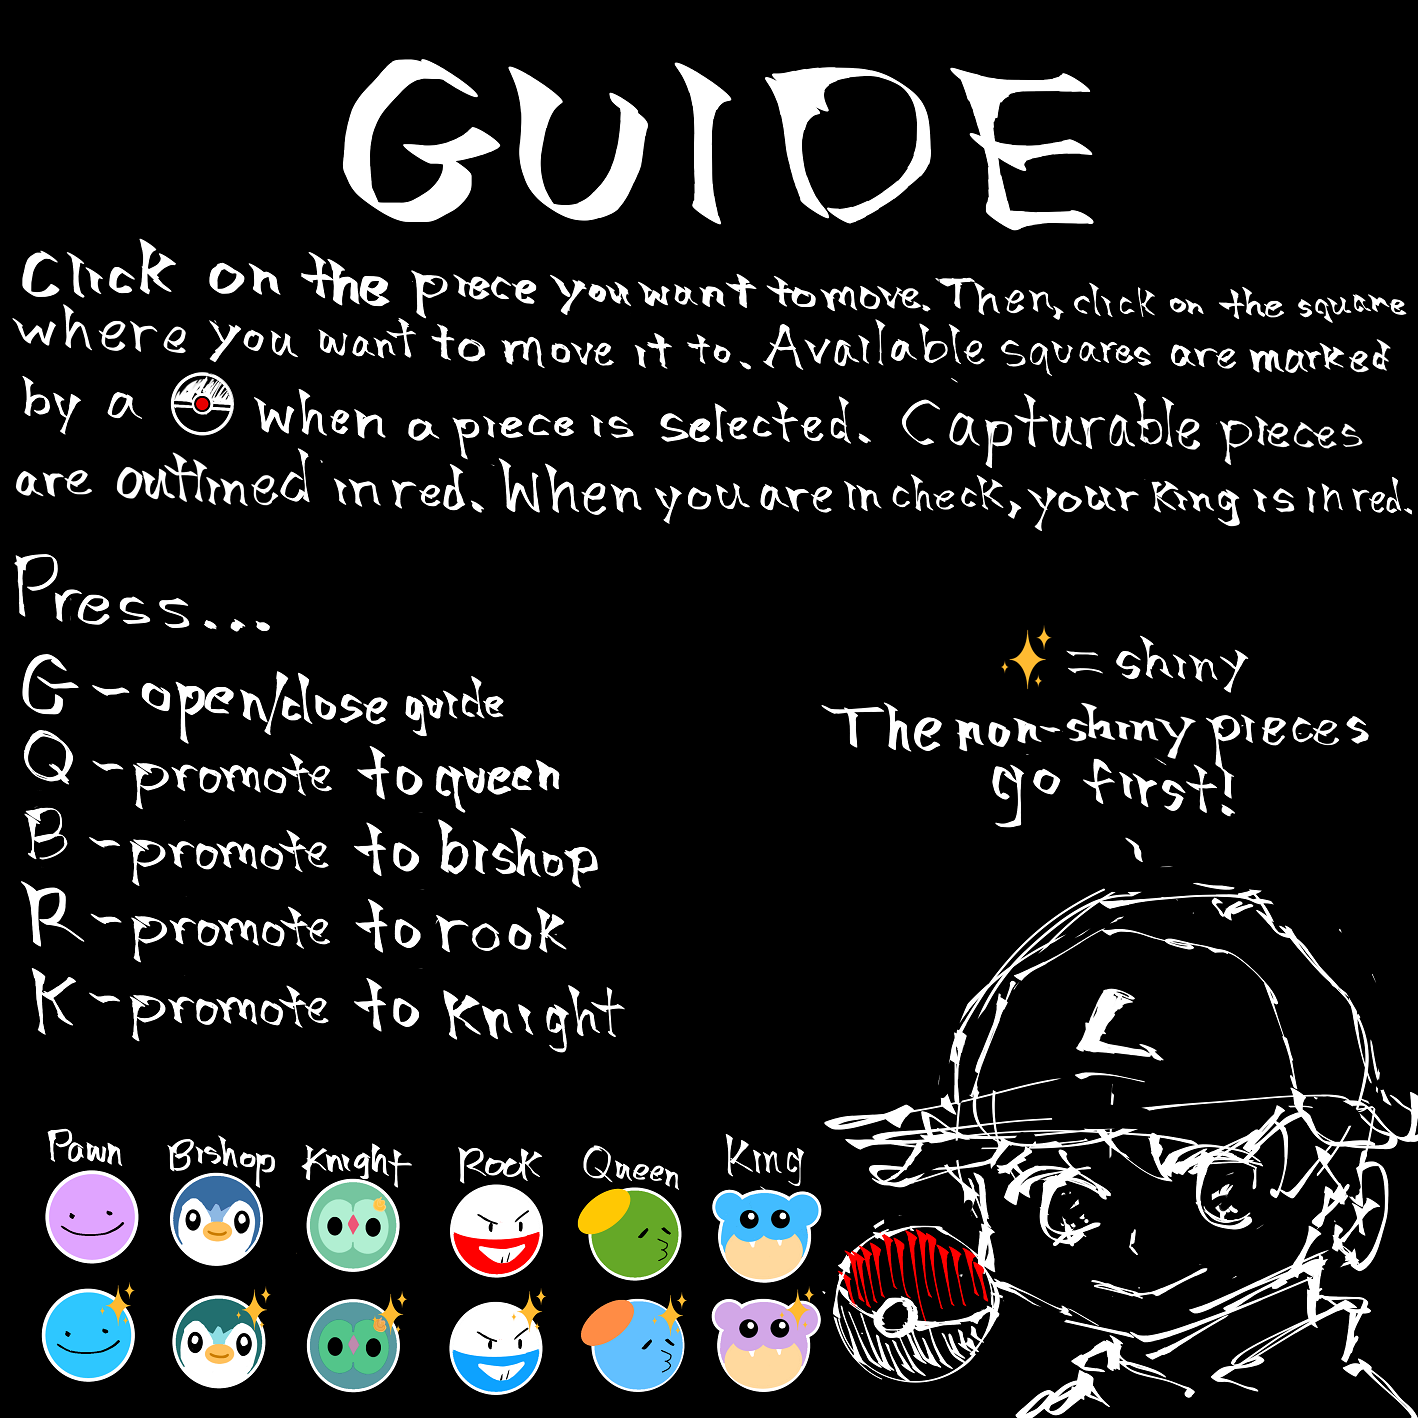 GUIDE
Click on the piece you want to move. Then, click on the square
where you want to move it to. Available squares are marked
by a when a piece is selected. Capturable pieces
are outlined in red. When you are in check, your King is in red.
Press...
G - open/close guide
Q - promote to queen
B - promote to bishop
R - promote to rook
K - promote to Knight
= shiny
The non-shiny pieces
go first!
L
Pawn Bishop Knight Rook Queen King